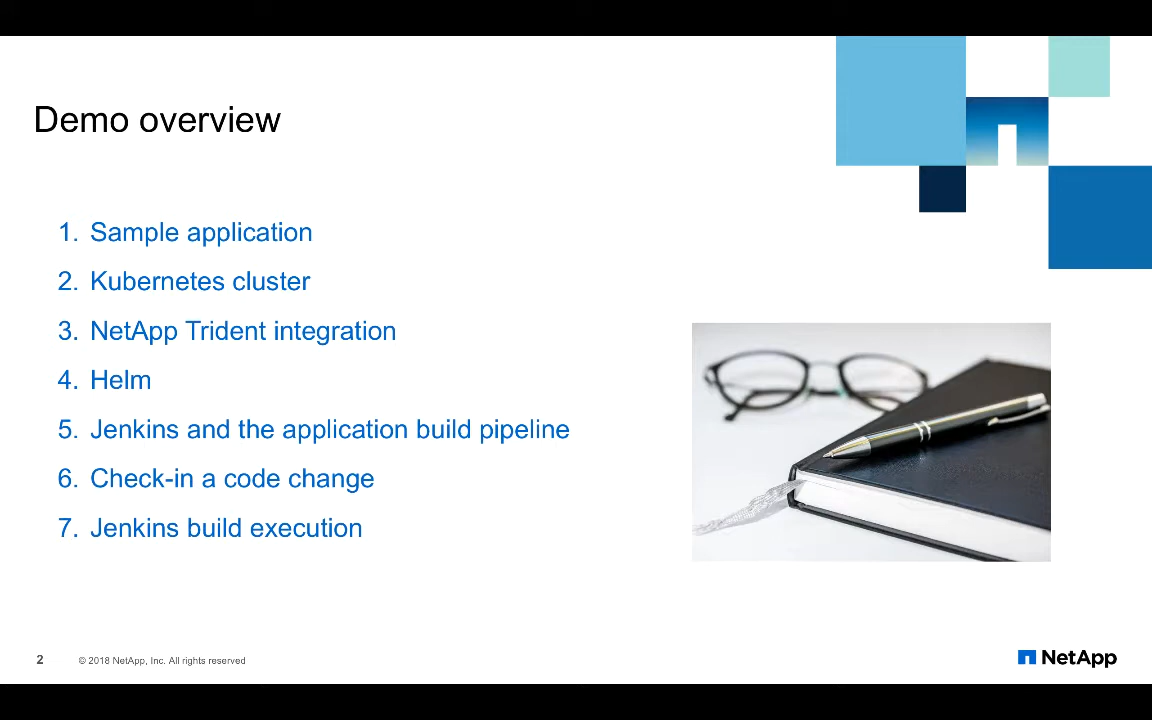 Demo overview
1. Sample application
2. Kubernetes cluster
3. NetApp Trident integration
4. Helm
5. Jenkins and the application build pipeline
6. Check-in a code change
7. Jenkins build execution
2 © 2018 NetApp, Inc. All rights reserved
NetApp